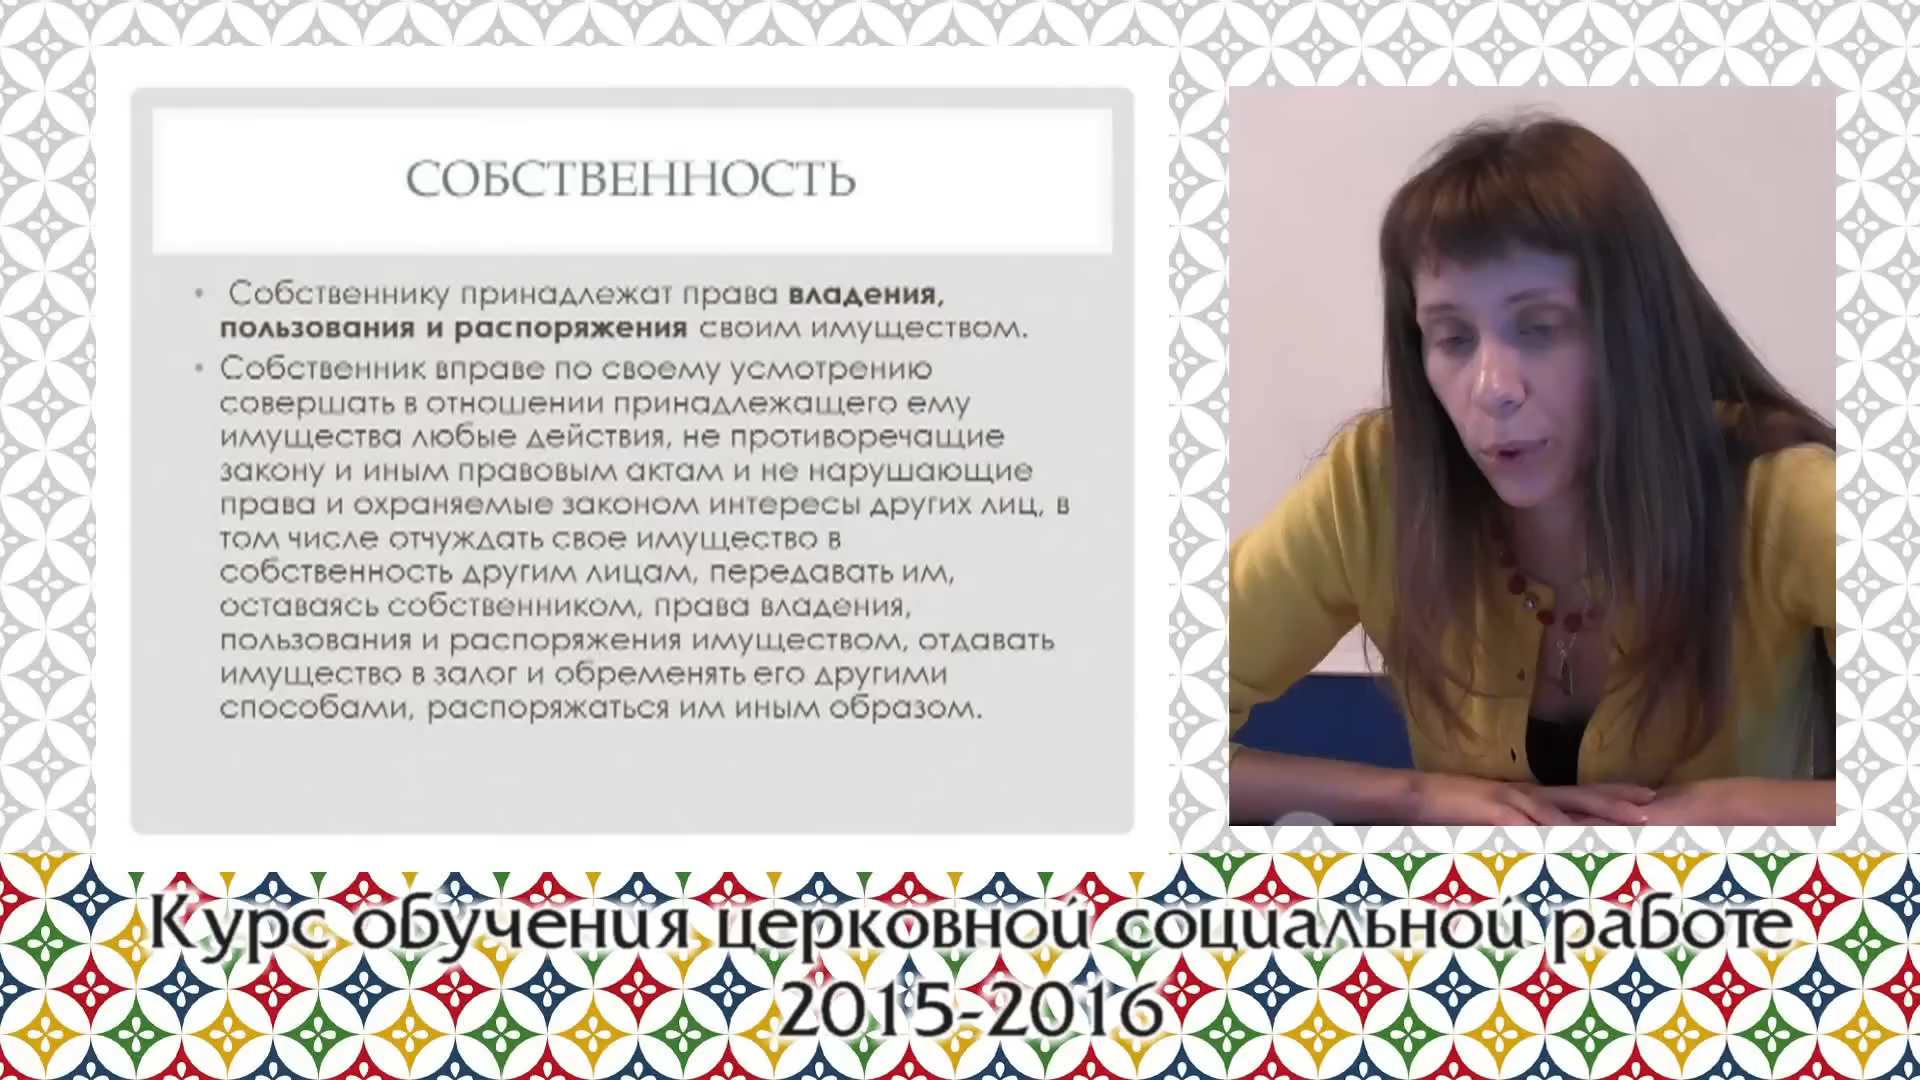 СОБСТВЕННОСТЬ
• Собственнику принадлежат права владения,
пользования и распоряжения своим имуществом.
• Собственник вправе по своему усмотрению
совершать в отношении принадлежащего ему
имущества любые действия, не противоречащие
закону и иным правовым актам и не нарушающие
права и охраняемые законом интересы других лиц, в
том числе отчуждать свое имущество в
собственность другим лицам, передавать им,
оставаясь собственником, права владения,
пользования и распоряжения имуществом, отдавать
имущество в залог и обременять его другими
способами, распоряжаться им иным образом.
Курс обучения церковной социальной работе
2015-2016